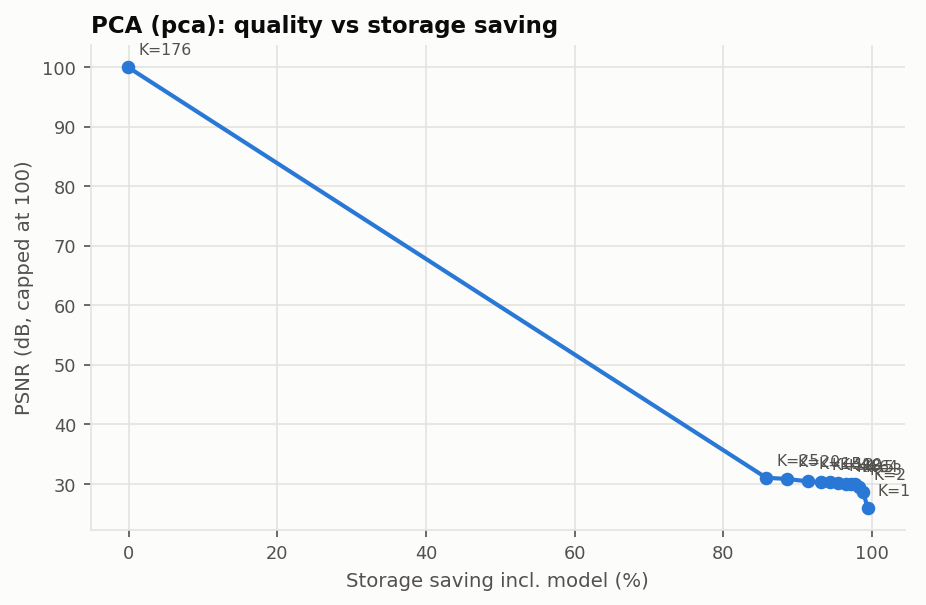 PCA (pca): quality vs storage saving
K=176
100
90
80
70
60
50
40
30
PSNR (dB, capped at 100)
K=2
K=1
0
20
40
60
80
100
Storage saving incl. model (%)